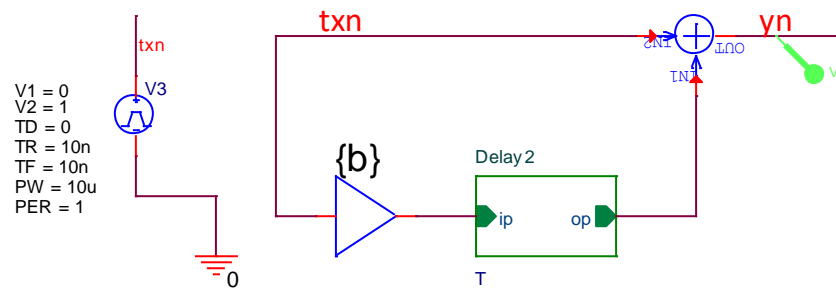 txn
V3
V1 = 0
V2 = 1
TD = 0
TR = 10n
TF = 10n
PW = 10u
PER = 1
0
txn
IN2
OUT
IN1
yn
V
{b}
Delay2
ip
op
T